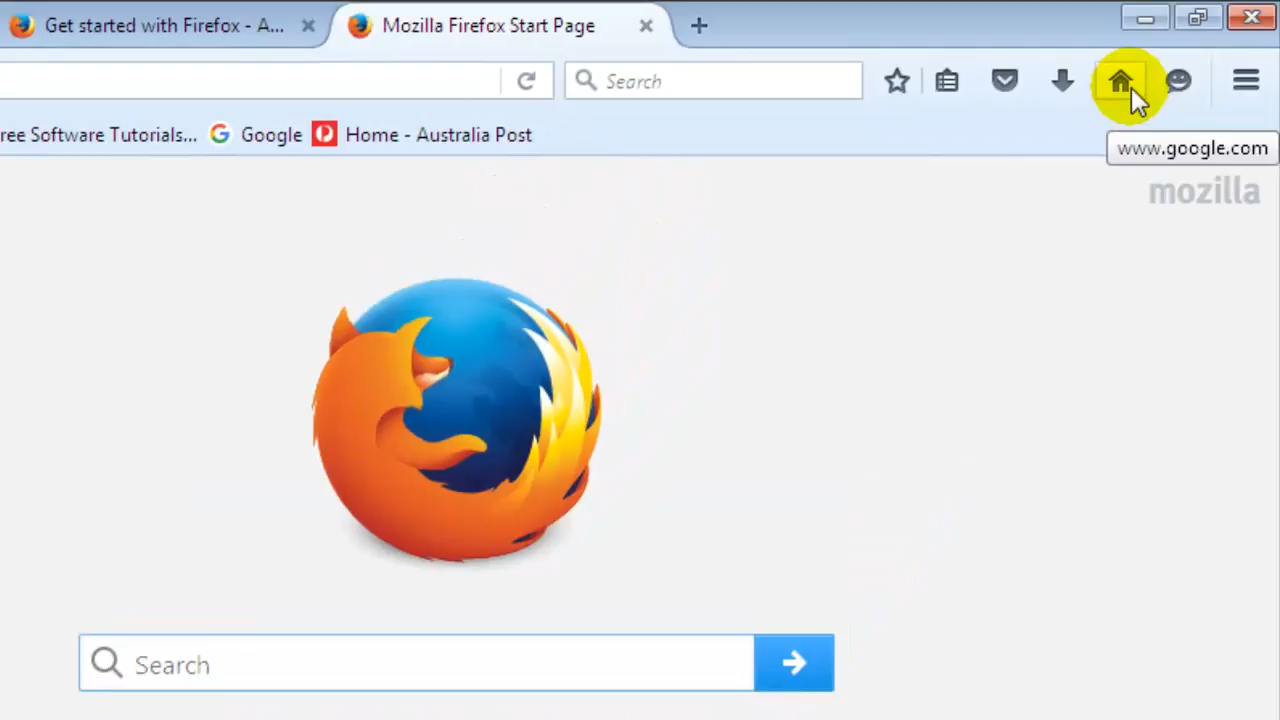 Get started with Firefox - A...
Mozilla Firefox Start Page
Search
ree Software Tutorials...
Google
Home - Australia Post
www.google.com
mozilla
Search